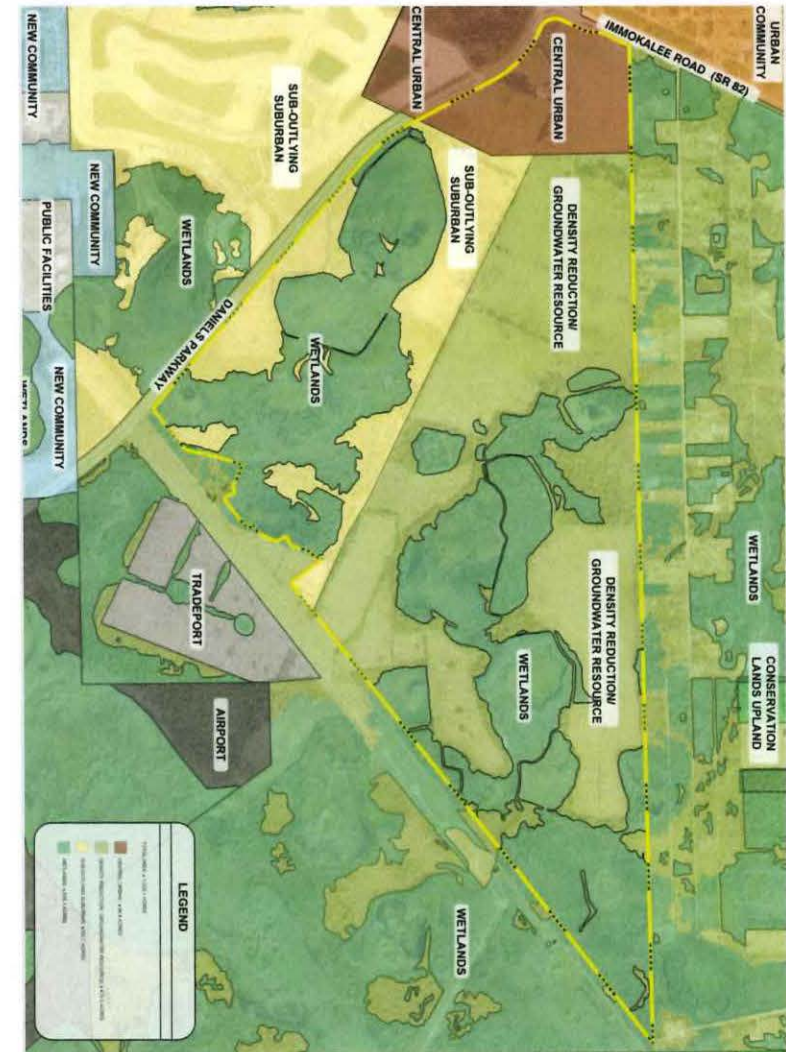 URBAN
COMMUNITY
IMMOKALEE ROAD (SR 82)
CENTRAL URBAN
CENTRAL URBAN
NEW COMMUNITY
SUB-OUTLYING
SUBURBAN
SUB-OUTLYING
SUBURBAN
DENSITY REDUCTION/
GROUNDWATER RESOURCE
NEW COMMUNITY
PUBLIC FACILITIES
WETLANDS
DANIELS PARKWAY
WETLANDS
NEW COMMUNITY
WETLANDS
TRADEPORT
AIRPORT
DENSITY REDUCTION/
GROUNDWATER RESOURCE
WETLANDS
WETLANDS
CONSERVATION
LANDS UPLAND
WETLANDS
LEGEND